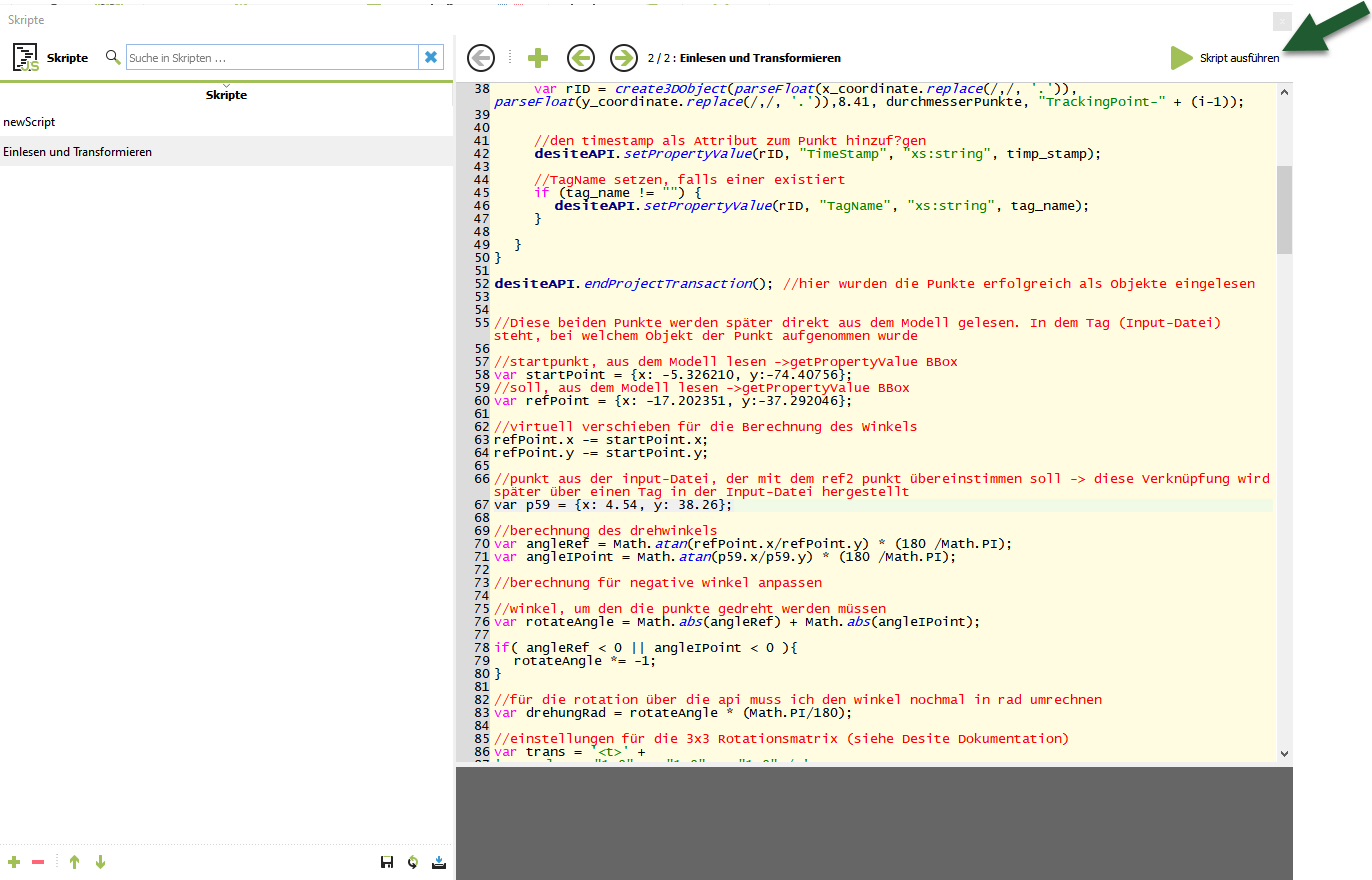 Skripte
JS
Skripte
Suche in Skripten ...
2 / 2 : Einlesen und Transformieren
Skript ausführen
Skripte
newScript
Einlesen und Transformieren
38 var rID = create3DObject(parseFloat(x_coordinate.replace(/,/, '.')),
parseFloat(y_coordinate.replace(/,/, '.')),8.41, durchmesserPunkte, "TrackingPoint-" + (i-1));
39
40
41 //den timestamp als Attribut zum Punkt hinzuf?gen
42 desiteAPI.setPropertyValue(rID, "TimeStamp", "xs:string", timp_stamp);
43
44 //TagName setzen, falls einer existiert
45 if (tag_name != "") {
46 desiteAPI.setPropertyValue(rID, "TagName", "xs:string", tag_name);
47 }
48
49 }
50 }
51
52 desiteAPI.endProjectTransaction(); //hier wurden die Punkte erfolgreich als Objekte eingelesen
53
54
55 //Diese beiden Punkte werden später direkt aus dem Modell gelesen. In dem Tag (Input-Datei)
steht, bei welchem Objekt der Punkt aufgenommen wurde
56
57 //startpunkt, aus dem Modell lesen ->getPropertyValue BBox
58 var startPoint = {x: -5.326210, y:-74.40756};
59 //soll, aus dem Modell lesen ->getPropertyValue BBox
60 var refPoint = {x: -17.202351, y:-37.292046};
61
62 //virtuell verschieben für die Berechnung des Winkels
63 refPoint.x -= startPoint.x;
64 refPoint.y -= startPoint.y;
65
66 //punkt aus der input-Datei, der mit dem ref2 punkt übereinstimmen soll -> diese Verknüpfung wird
später über einen Tag in der Input-Datei hergestellt
67 var p59 = {x: 4.54, y: 38.26};
68
69 //berechnung des drehwinkels
70 var angleRef = Math.atan(refPoint.x/refPoint.y) * (180 /Math.PI);
71 var angleIPoint = Math.atan(p59.x/p59.y) * (180 /Math.PI);
72
73 //berechnung für negative winkel anpassen
74
75 //winkel, um den die punkte gedreht werden müssen
76 var rotateAngle = Math.abs(angleRef) + Math.abs(angleIPoint);
77
78 if( angleRef < 0 || angleIPoint < 0 ){
79 rotateAngle *= -1;
80 }
81
82 //für die rotation über die api muss ich den winkel nochmal in rad umrechnen
83 var drehungRad = rotateAngle * (Math.PI/180);
84
85 //einstellungen für die 3x3 Rotationsmatrix (siehe Desite Dokumentation)
86 var trans = '<t>' +